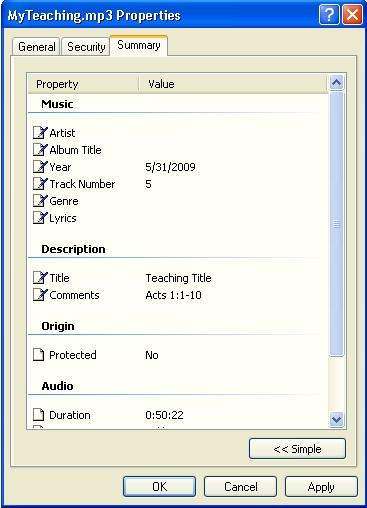 MyTeaching.mp3 Properties
General Security Summary
Property Value
Music
Artist
Album Title
Year 5/31/2009
Track Number 5
Genre
Lyrics
Description
Title Teaching Title
Comments Acts 1:1-10
Origin
Protected No
Audio
Duration 0:50:22
<< Simple
OK Cancel Apply